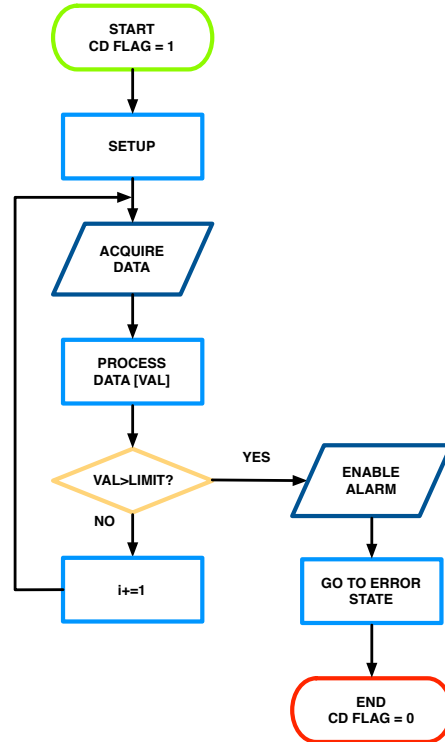 START
CD FLAG = 1
SETUP
ACQUIRE
DATA
PROCESS
DATA [VAL]
VAL>LIMIT?
YES
NO
ENABLE
ALARM
i+=1
GO TO ERROR
STATE
END
CD FLAG = 0